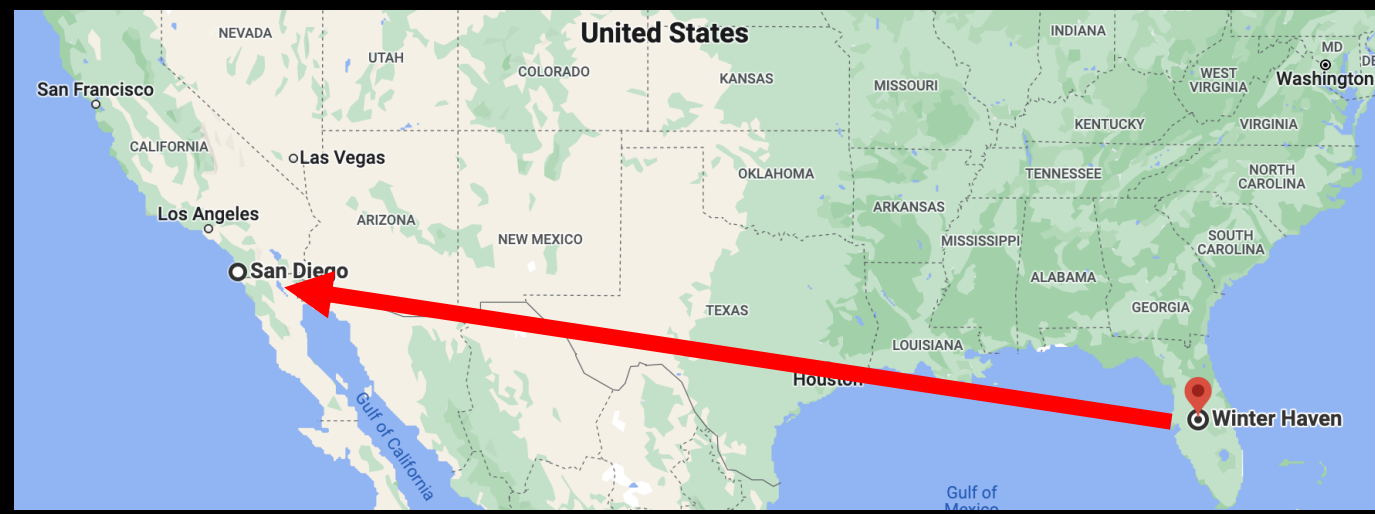 United States
NEVADA
UTAH
COLORADO
KANSAS
MISSOURI
INDIANA
MD
DE
WEST
VIRGINIA
Washington
San Francisco
CALIFORNIA
Las Vegas
KENTUCKY
VIRGINIA
OKLAHOMA
TENNESSEE
NORTH
CAROLINA
Los Angeles
ARIZONA
NEW MEXICO
ARKANSAS
MISSISSIPPI
SOUTH
CAROLINA
San Diego
ALABAMA
TEXAS
GEORGIA
LOUISIANA
Houston
Winter Haven
Gulf of California
Gulf of
Mexico